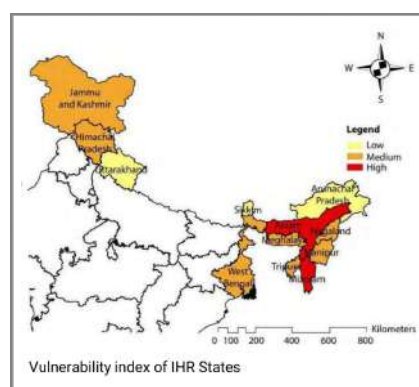 N
W E
S
Legend
Low
Medium
High
Jammu
and Kashmir
Himachal
Pradesh
Uttarakhand
Sikkim
Arunachal
Pradesh
Assam
Nagaland
Meghalaya
Manipur
Tripura
Mizoram
West
Bengal
Kilometers
0 100 200 400 600 800
Vulnerability index of IHR States